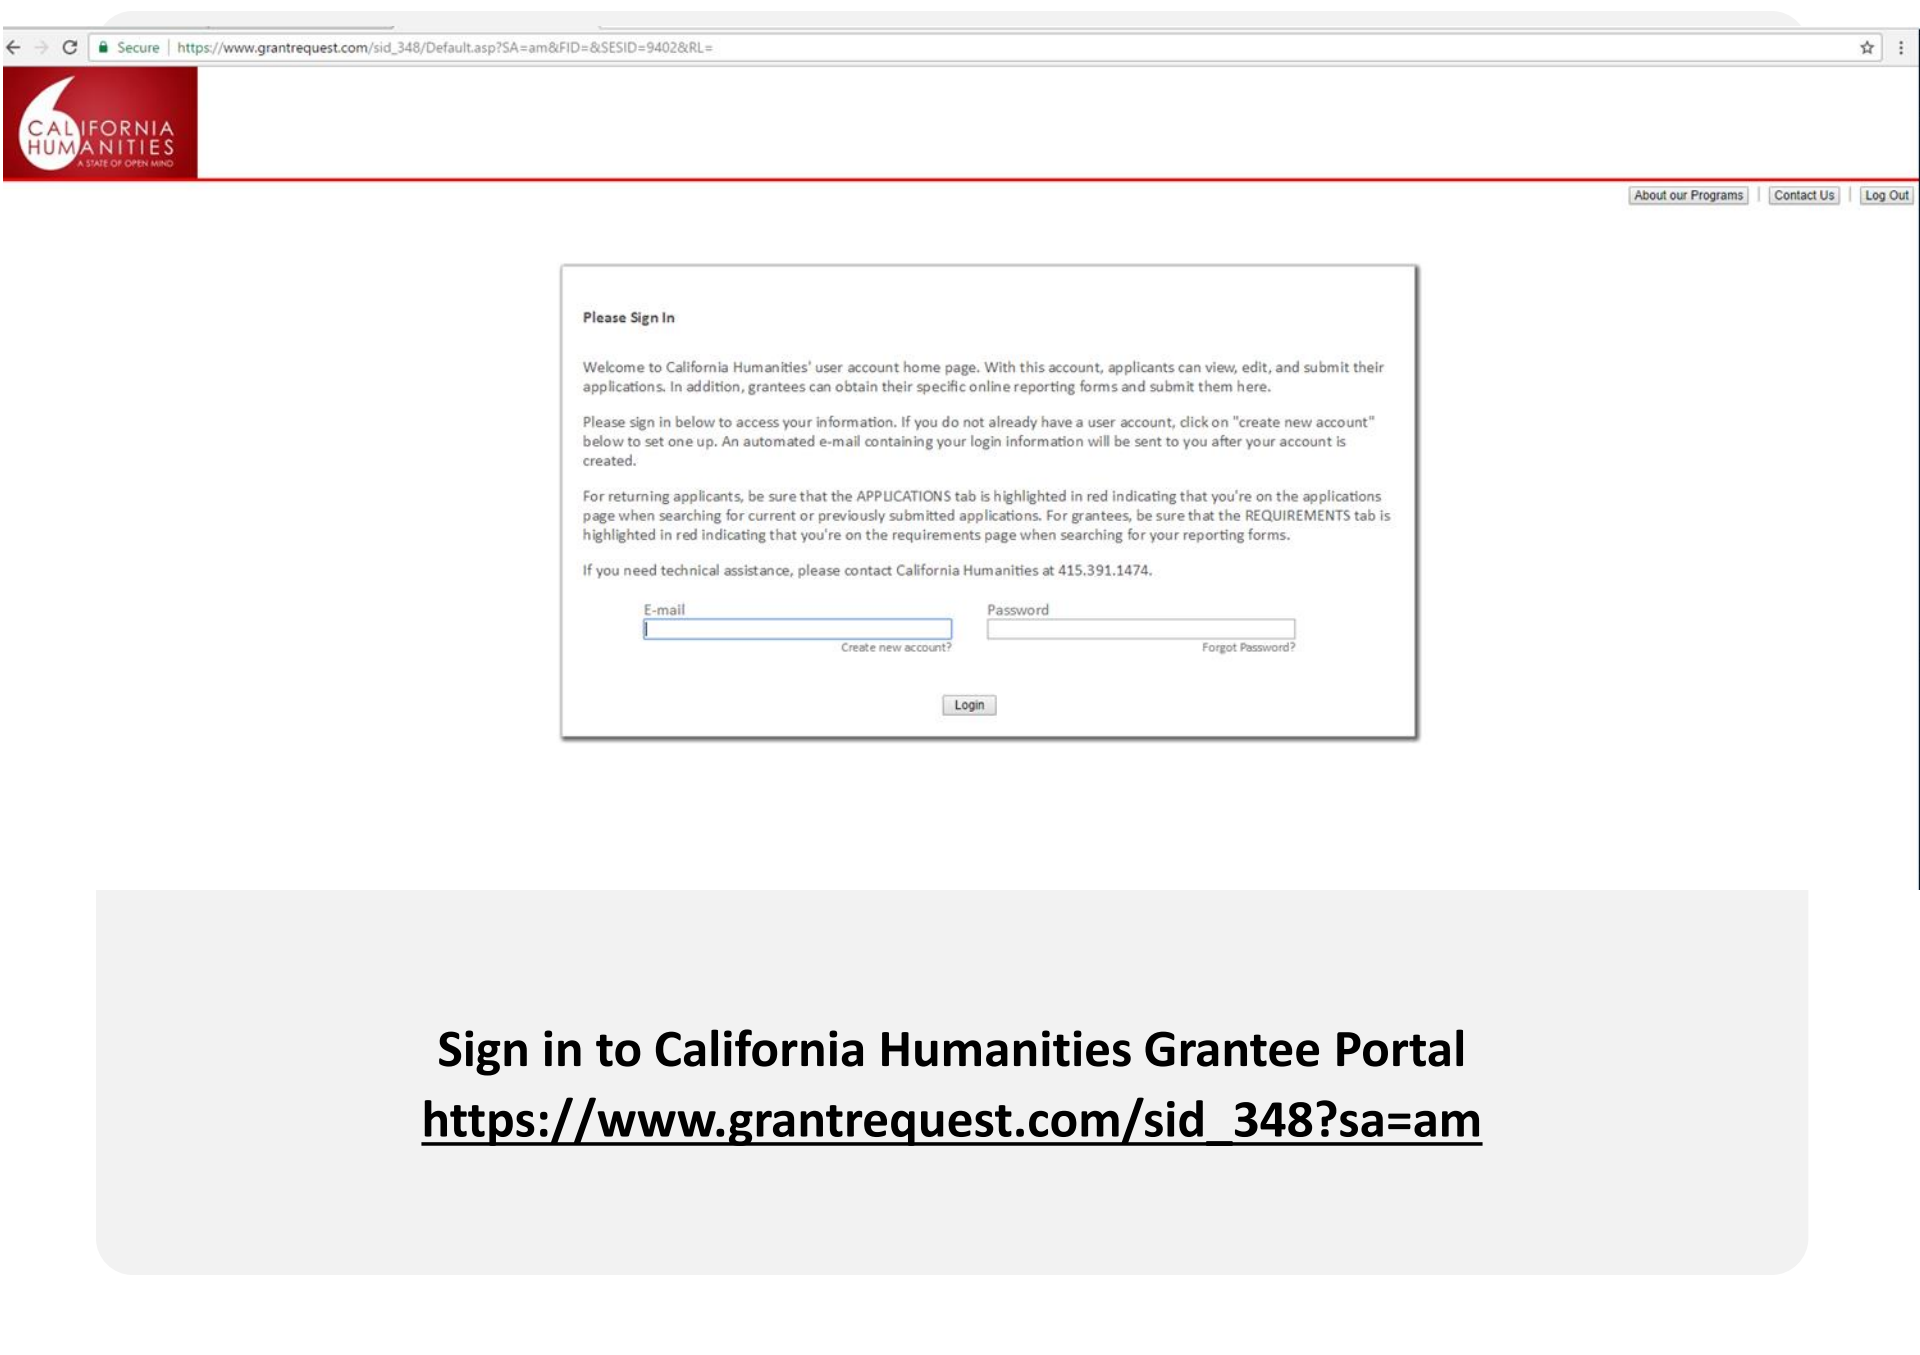 Secure | https://www.grantrequest.com/sid_348/Default.asp?SA=am&FID=&SESID=9402&RL=
CALIFORNIA
HUMANITIES
A STATE OF OPEN MIND
About our Programs | Contact Us | Log Out
Please Sign In
Welcome to California Humanities' user account home page. With this account, applicants can view, edit, and submit their
applications. In addition, grantees can obtain their specific online reporting forms and submit them here.
Please sign in below to access your information. If you do not already have a user account, click on "create new account"
below to set one up. An automated e-mail containing your login information will be sent to you after your account is
created.
For returning applicants, be sure that the APPLICATIONS tab is highlighted in red indicating that you're on the applications
page when searching for current or previously submitted applications. For grantees, be sure that the REQUIREMENTS tab is
highlighted in red indicating that you're on the requirements page when searching for your reporting forms.
If you need technical assistance, please contact California Humanities at 415.391.1474.
E-mail Password
Create new account? Forgot Password?
Login
Sign in to California Humanities Grantee Portal
https://www.grantrequest.com/sid_348?sa=am